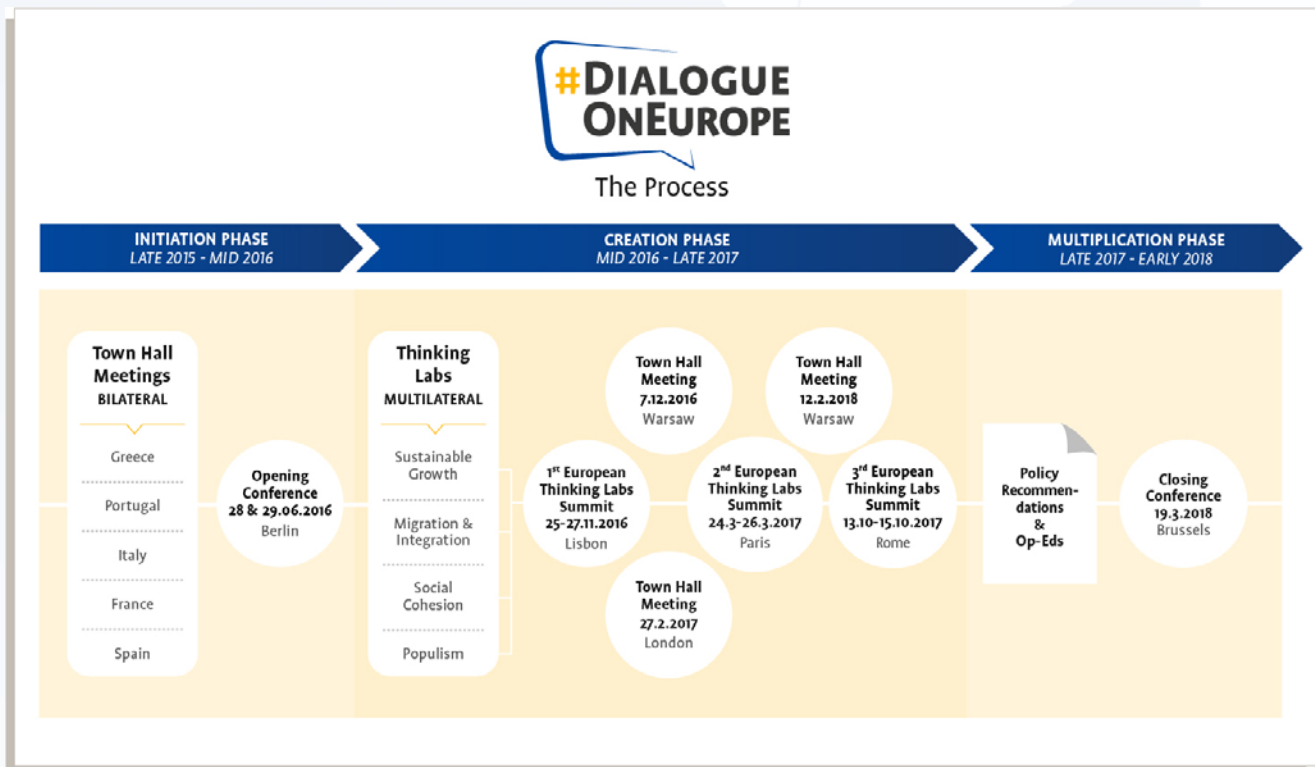 #DIALOGUE
ONEUROPE
The Process
INITIATION PHASE
LATE 2015 - MID 2016
CREATION PHASE
MID 2016 - LATE 2017
MULTIPLICATION PHASE
LATE 2017 - EARLY 2018
Town Hall
Meetings
BILATERAL
Greece
Portugal
Italy
France
Spain
Opening
Conference
28 & 29.06.2016
Berlin
Thinking
Labs
MULTILATERAL
Sustainable
Growth
Migration &
Integration
Social
Cohesion
Populism
1st European
Thinking Labs
Summit
25-27.11.2016
Lisbon
Town Hall
Meeting
7.12.2016
Warsaw
Town Hall
Meeting
27.2.2017
London
2nd European
Thinking Labs
Summit
24.3-26.3.2017
Paris
Town Hall
Meeting
12.2.2018
Warsaw
3rd European
Thinking Labs
Summit
13.10-15.10.2017
Rome
Policy
Recommen-
dations
&
Op-Eds
Closing
Conference
19.3.2018
Brussels